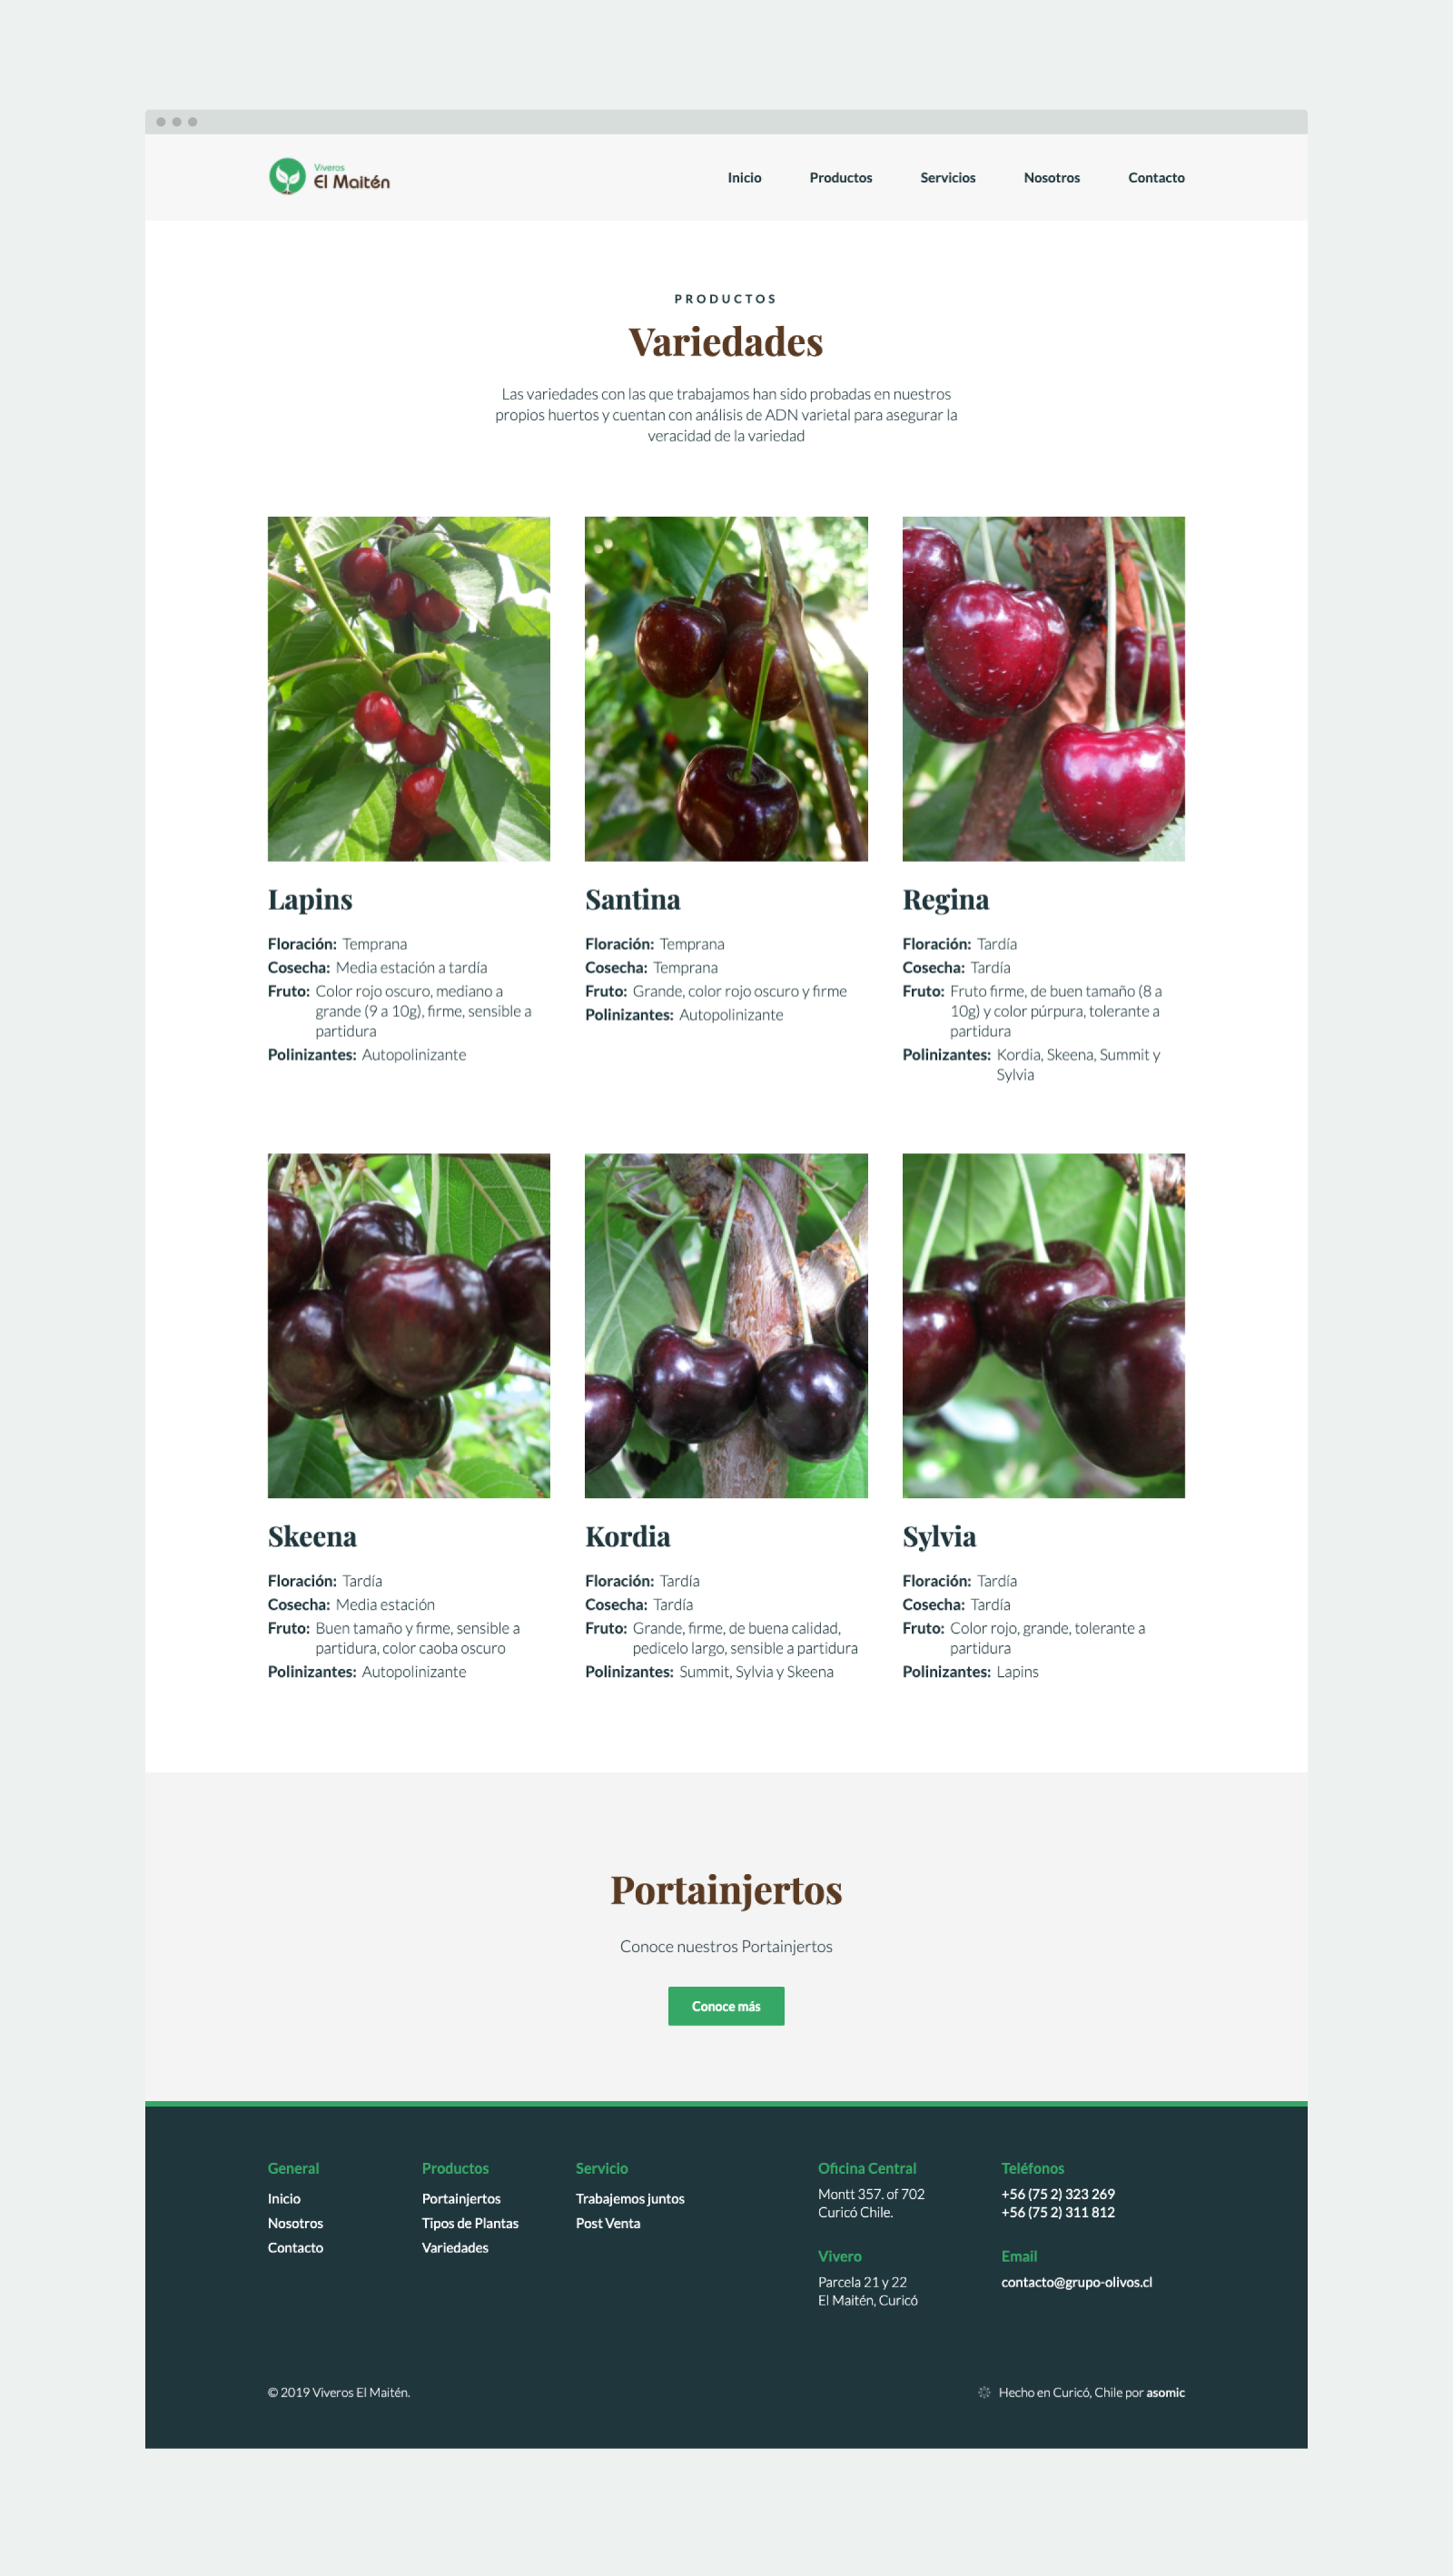 Viveros
El Maitén
Inicio
Productos
Servicios
Nosotros
Contacto
PRODUCTOS
Variedades
Las variedades con las que trabajamos han sido probadas en nuestros
propios huertos y cuentan con análisis de ADN varietal para asegurar la
veracidad de la variedad
Lapins
Floración: Temprana
Cosecha: Media estación a tardía
Fruto: Color rojo oscuro, mediano a
grande (9 a 10g), firme, sensible a
partidura
Polinizantes: Autopolinizante
Santina
Floración: Temprana
Cosecha: Temprana
Fruto: Grande, color rojo oscuro y firme
Polinizantes: Autopolinizante
Regina
Floración: Tardía
Cosecha: Tardía
Fruto: Fruto firme, de buen tamaño (8 a
10g) y color púrpura, tolerante a
partidura
Polinizantes: Kordia, Skeena, Summit y
Sylvia
Skeena
Floración: Tardía
Cosecha: Media estación
Fruto: Buen tamaño y firme, sensible a
partidura, color caoba oscuro
Polinizantes: Autopolinizante
Kordia
Floración: Tardía
Cosecha: Tardía
Fruto: Grande, firme, de buena calidad,
pedicelo largo, sensible a partidura
Polinizantes: Summit, Sylvia y Skeena
Sylvia
Floración: Tardía
Cosecha: Tardía
Fruto: Color rojo, grande, tolerante a
partidura
Polinizantes: Lapins
Portainjertos
Conoce nuestros Portainjertos
Conoce más
General
Inicio
Nosotros
Contacto
Productos
Portainjertos
Tipos de Plantas
Variedades
Servicio
Trabajemos juntos
Post Venta
Oficina Central
Montt 357. of 702
Curicó Chile.
Vivero
Parcela 21 y 22
El Maitén, Curicó
Teléfonos
+56 (75 2) 323 269
+56 (75 2) 311 812
Email
contacto@grupo-olivos.cl
© 2019 Viveros El Maitén.
Hecho en Curicó, Chile por asomic